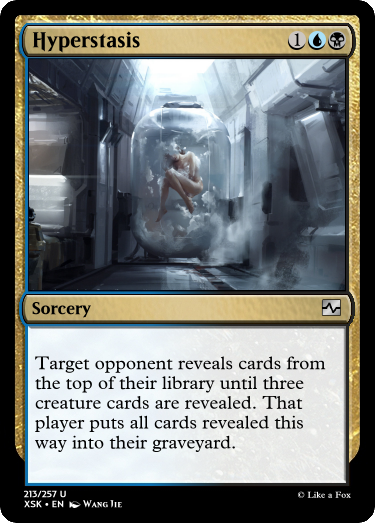 Hyperstasis 1
Sorcery
Target opponent reveals cards from
the top of their library until three
creature cards are revealed. That
player puts all cards revealed this
way into their graveyard.
213/257 U
XSK • EN Wang Jie
© Like a Fox